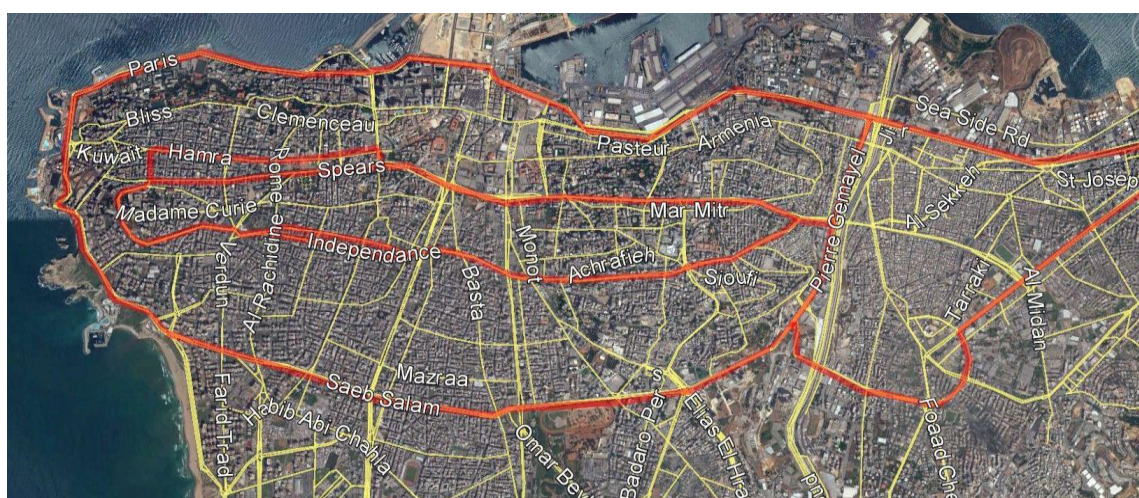 Paris
Bliss
Clemenceau
Pasteur
Armenia
Sea Side Rd
Kuwait
Hamra
Spears
Rome
St Josep
Madame Curie
Mar Mitr
Al Sekkeh
Independance
Monot
Achrafieh
Sioufi
Pierre Gemayel
Verdun
Al Rachidine
Basta
Tarraki
Al Midan
Mazraa
Saeb Salam
Farid Trad
Habib Abi Chahla
Omar Bey
Badaro
Elias El Hra
Foaad Cha